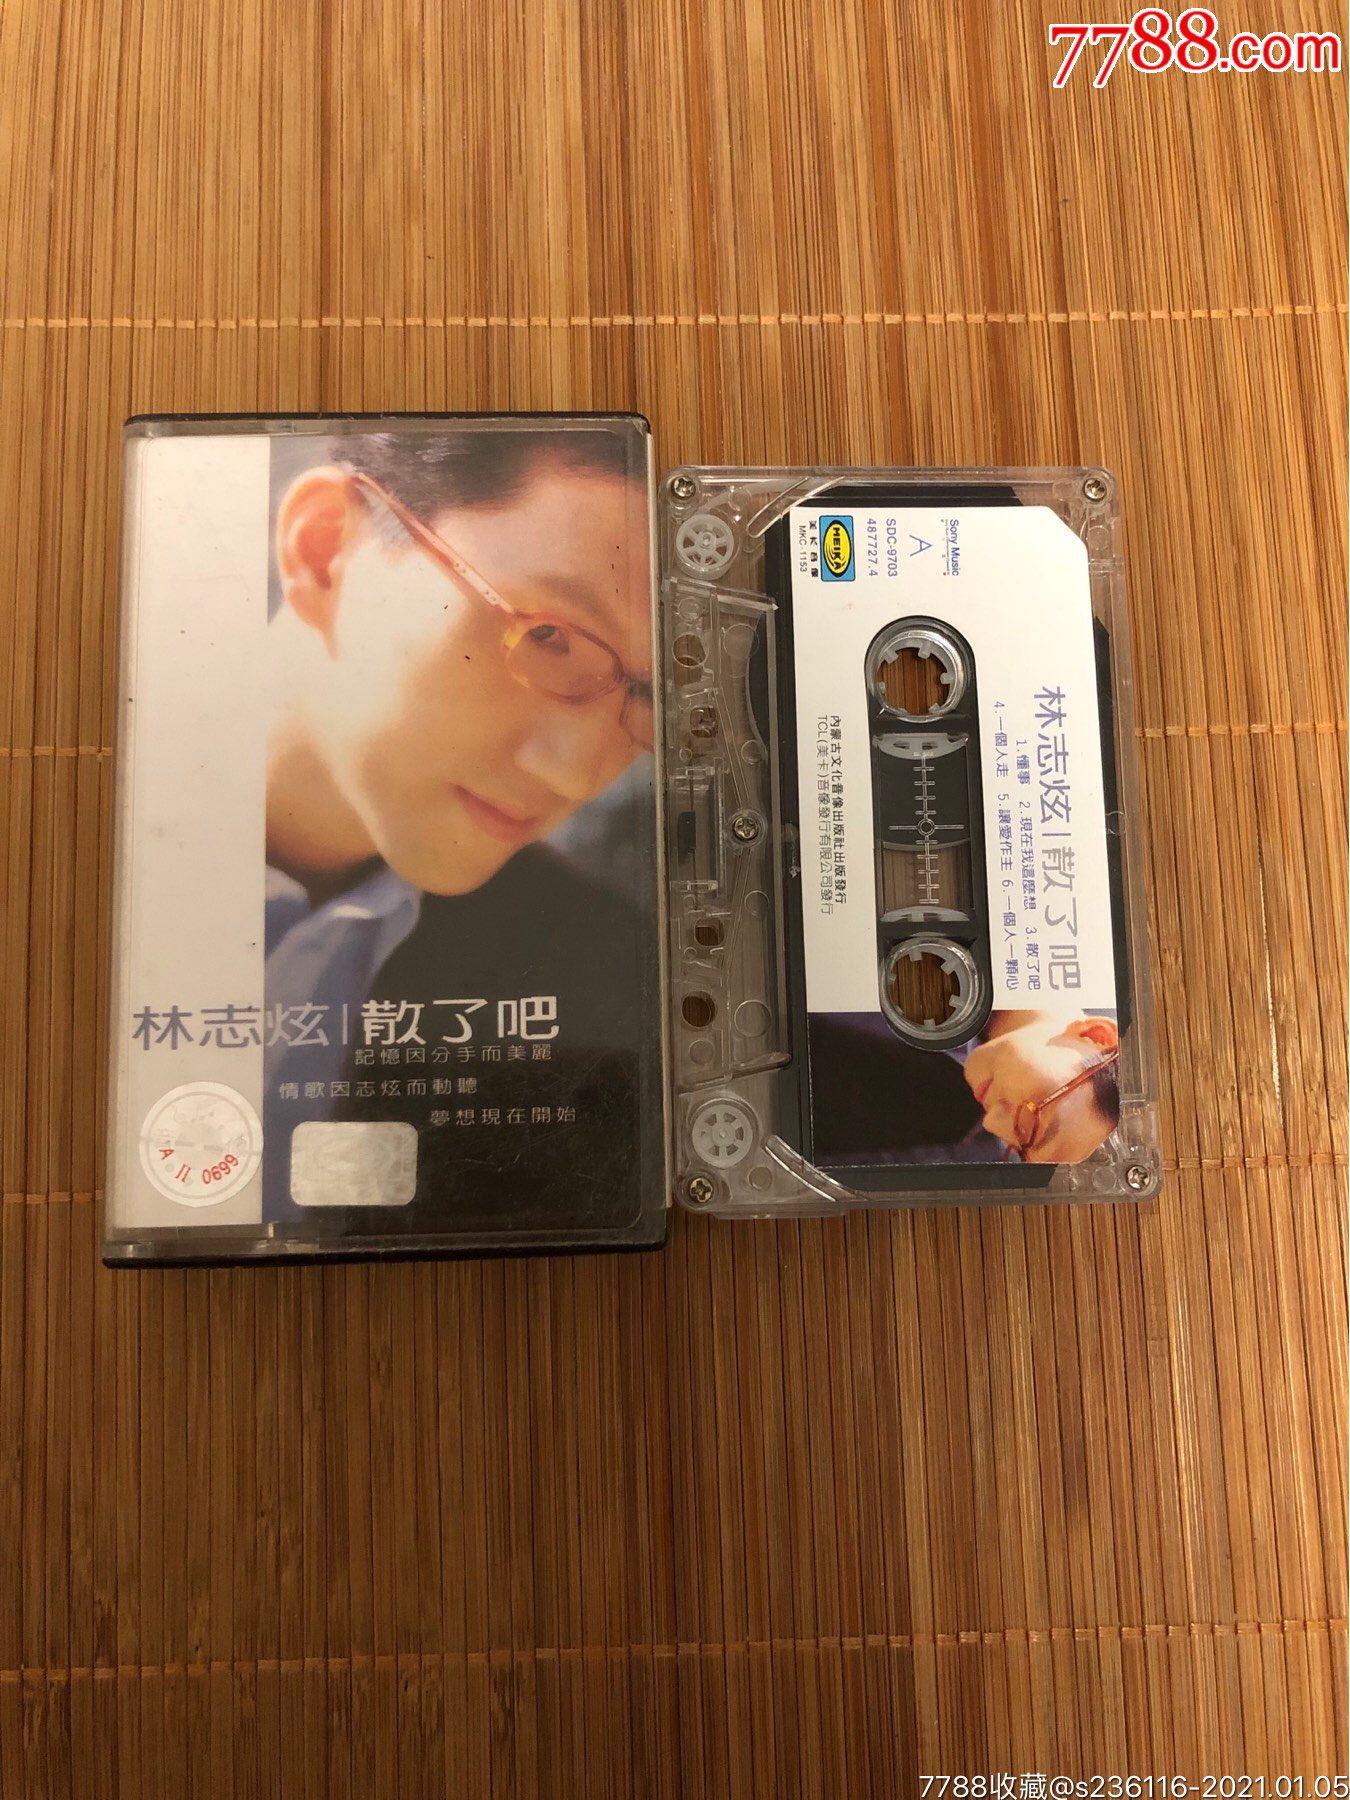 7788.com
林志炫|散了吧
記憶因分手而美麗
情歌因志炫而動聽
夢想現在開始
A II 0699
林志炫|散了吧
1.懂事 2.現在我這麼想 3.散了吧
4.一個人走 5.讓愛作主 6.一個人一顆心
Sony Music
A
SDC-9703
487727.4
MEIKA
美卡音像
MKC-1153
內蒙古文化音像出版社出版發行
TCL(美卡)音像發行有限公司發行
7788收藏@s236116-2021.01.05